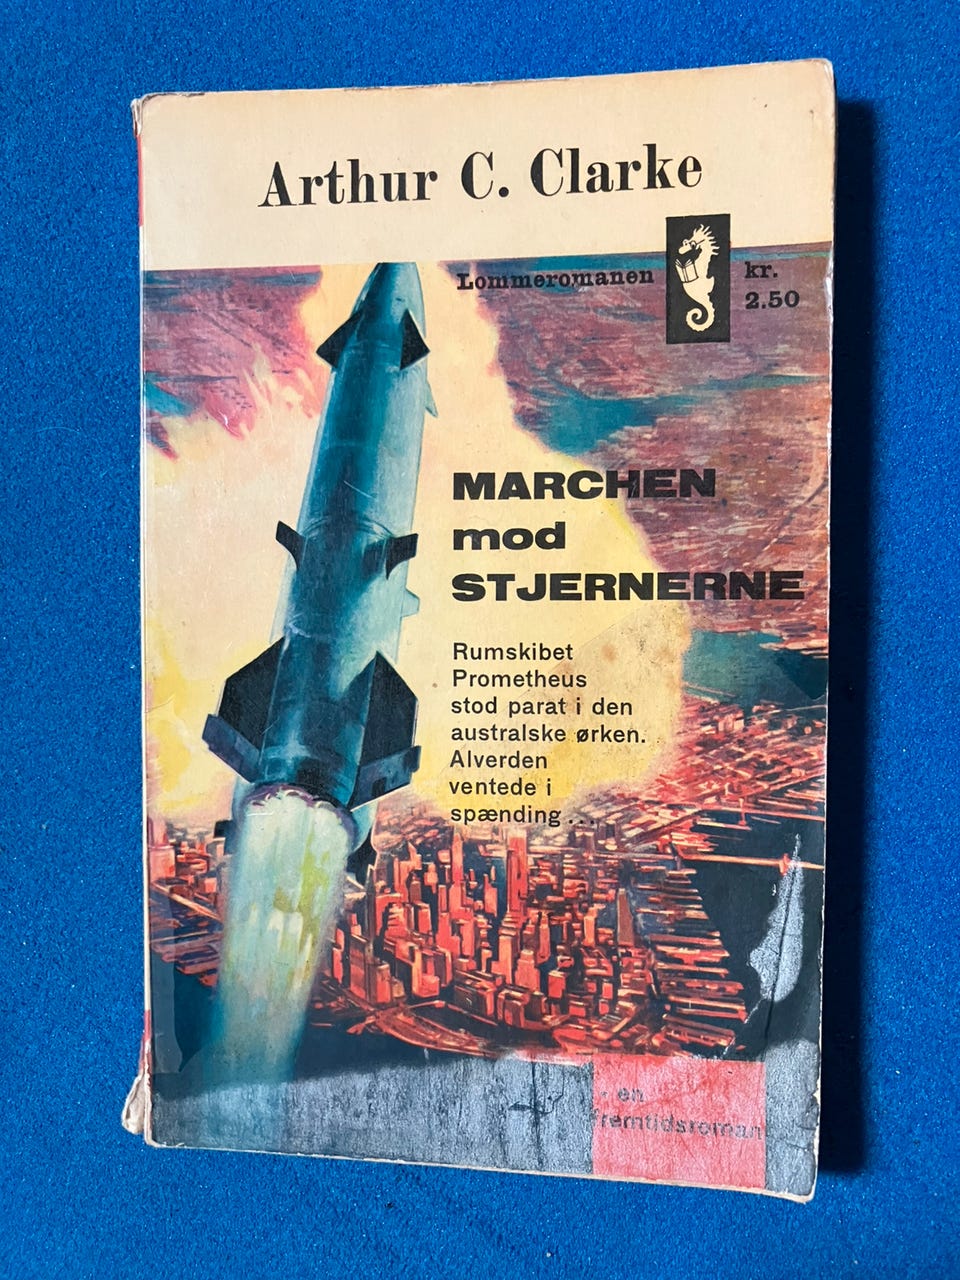 Arthur C. Clarke
Lommeromanen
kr.
2.50
MARCHEN
mod
STJERNERNE
Rumskibet
Prometheus
stod parat i den
australske ørken.
Alverden
ventede i
spænding ...
- en
fremtidsroman